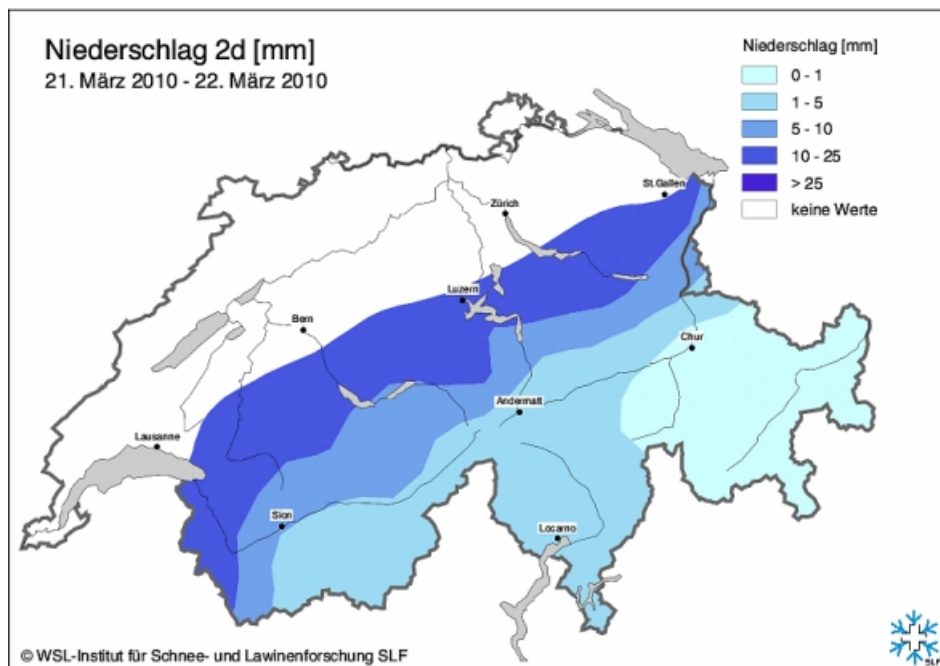 Niederschlag 2d [mm]
21. März 2010 - 22. März 2010
Niederschlag [mm]
0 - 1
1 - 5
5 - 10
10 - 25
> 25
keine Werte
St.Gallen
Zürich
Luzern
Bern
Chur
Andermatt
Lausanne
Sion
Locarno
© WSL-Institut für Schnee- und Lawinenforschung SLF
SLF